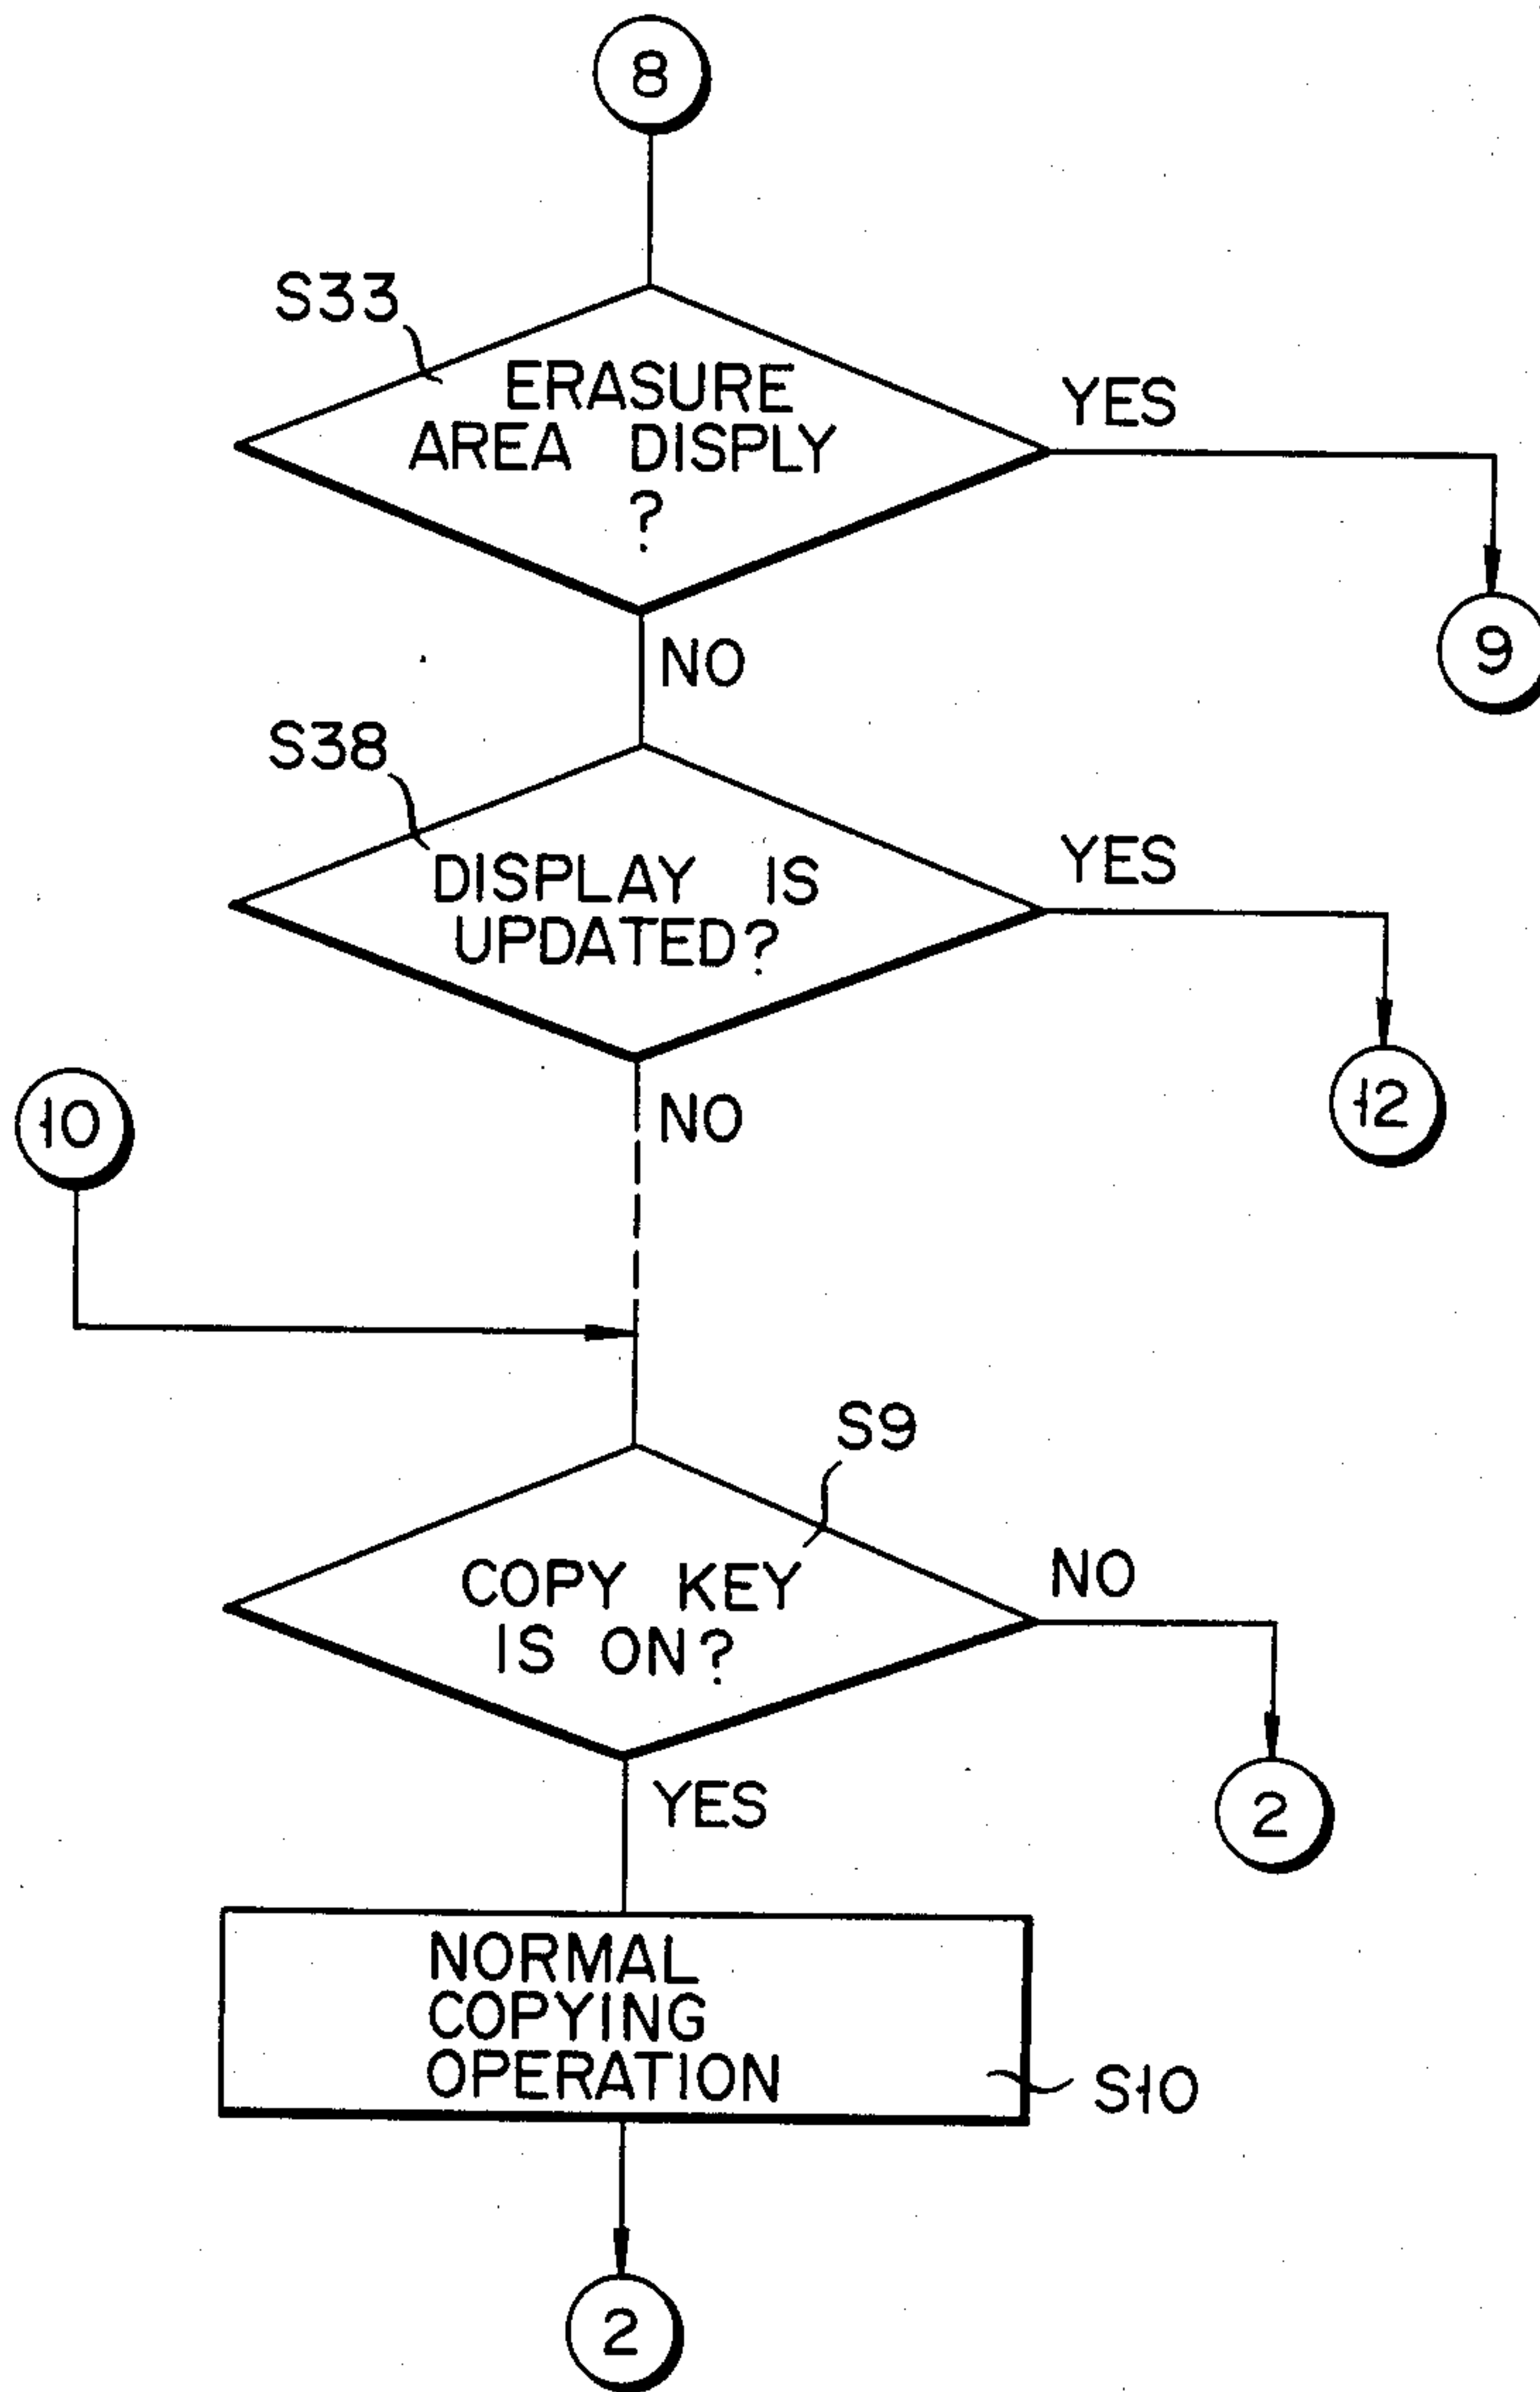 8
S33
ERASURE
AREA DISPLY
?
YES
9
NO
S38
DISPLAY IS
UPDATED?
YES
12
NO
10
S9
COPY KEY
IS ON?
NO
2
YES
NORMAL
COPYING
OPERATION
S10
2